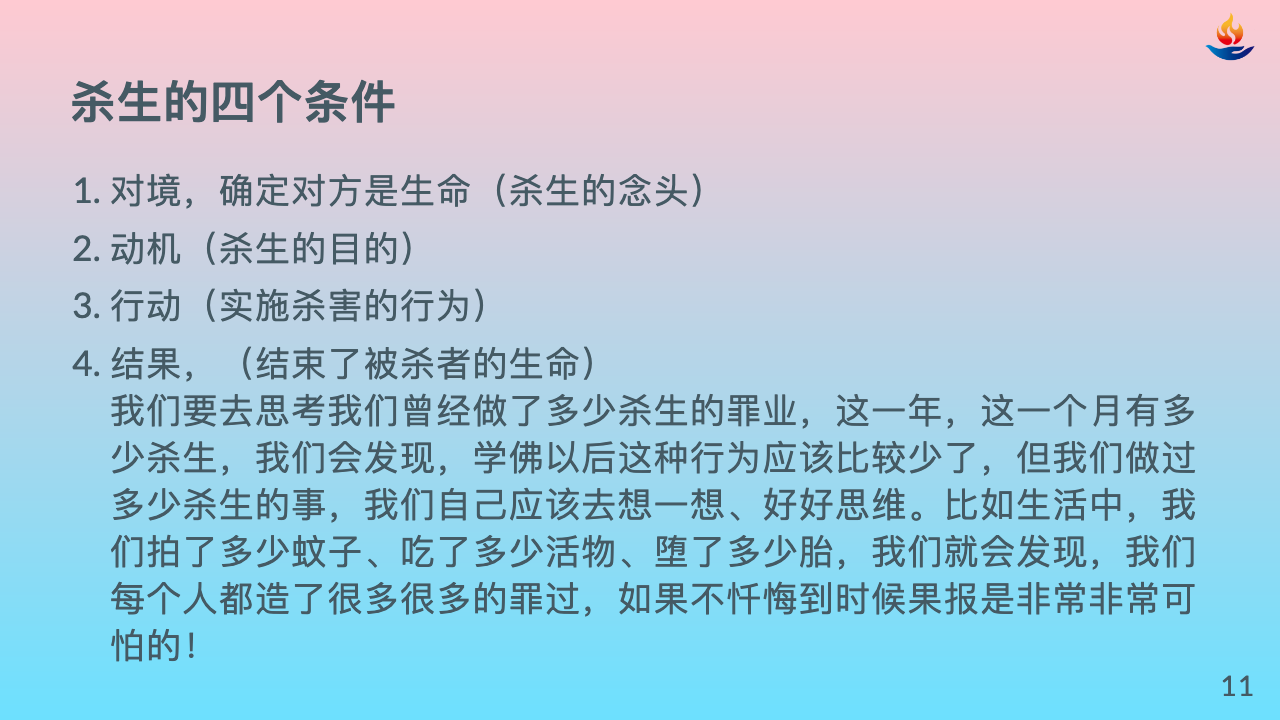 杀生的四个条件
1. 对境，确定对方是生命（杀生的念头）
2. 动机（杀生的目的）
3. 行动（实施杀害的行为）
4. 结果，（结束了被杀者的生命）
我们要去思考我们曾经做了多少杀生的罪业，这一年，这一个月有多
少杀生，我们会发现，学佛以后这种行为应该比较少了，但我们做过
多少杀生的事，我们自己应该去想一想、好好思维。比如生活中，我
们拍了多少蚊子、吃了多少活物、堕了多少胎，我们就会发现，我们
每个人都造了很多很多的罪过，如果不忏悔到时候果报是非常非常可
怕的！
11